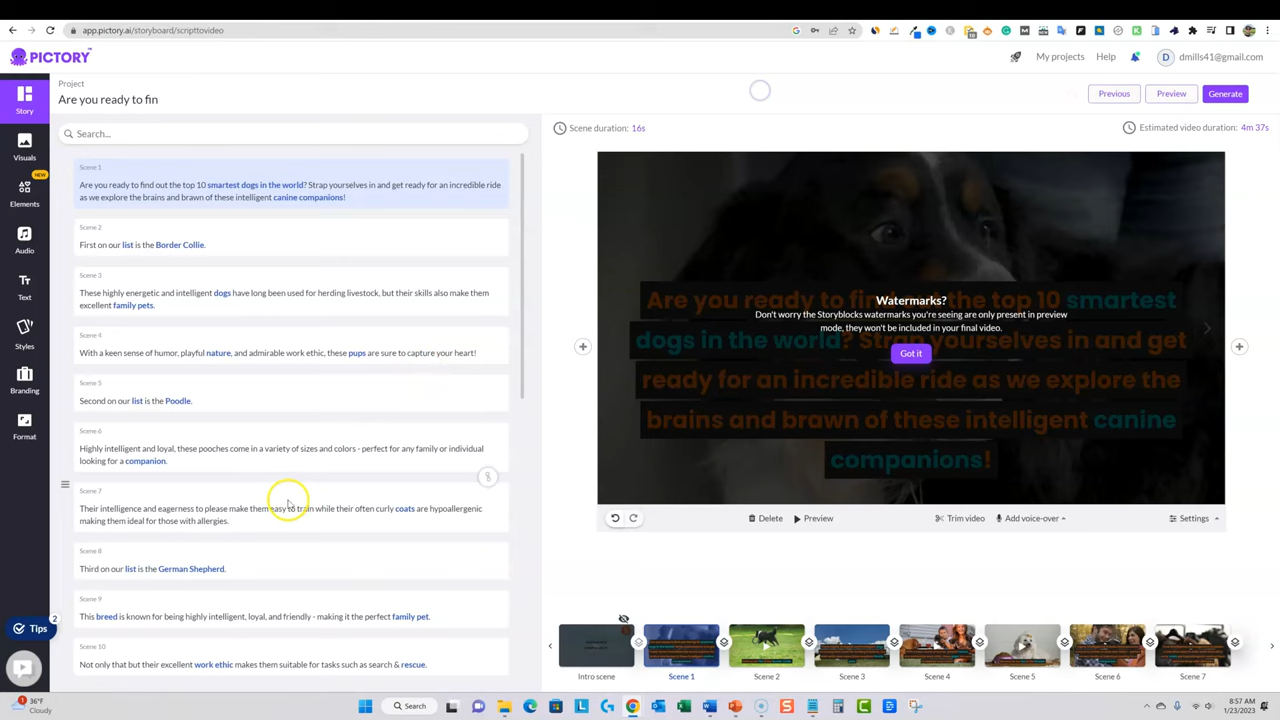 app.pictory.ai/storyboard/scripttovideo
PICTORY
My projects
Help
D
dmills41@gmail.com
Project
Are you ready to fin
Previous
Preview
Generate
Story
Visuals
NEW
Elements
Audio
Text
Styles
Branding
Format
Search...
Scene duration: 16s
Estimated video duration: 4m 37s
Scene 1
Are you ready to find out the top 10 smartest dogs in the world? Strap yourselves in and get ready for an incredible ride
as we explore the brains and brawn of these intelligent canine companions!
Scene 2
First on our list is the Border Collie.
Scene 3
These highly energetic and intelligent dogs have long been used for herding livestock, but their skills also make them
excellent family pets.
Scene 4
With a keen sense of humor, playful nature, and admirable work ethic, these pups are sure to capture your heart!
Scene 5
Second on our list is the Poodle.
Scene 6
Highly intelligent and loyal, these pooches come in a variety of sizes and colors - perfect for any family or individual
looking for a companion.
Scene 7
Their intelligence and eagerness to please make them easy to train while their often curly coats are hypoallergenic
making them ideal for those with allergies.
Scene 8
Third on our list is the German Shepherd.
Scene 9
This breed is known for being highly intelligent, loyal, and friendly - making it the perfect family pet.
Scene 10
Not only that but their excellent work ethic makes them suitable for tasks such as search & rescue.
Are you ready to find the top 10 smartest
dogs in the world? Strap yourselves in and get
ready for an incredible ride as we explore the
brains and brawn of these intelligent canine
companions!
Watermarks?
Don't worry the Storyblocks watermarks you're seeing are only present in preview
mode, they won't be included in your final video.
Got it
Delete
Preview
Trim video
Add voice-over
Settings
Intro scene
Scene 1
Scene 2
Scene 3
Scene 4
Scene 5
Scene 6
Scene 7
2
Tips
1
36°F
Cloudy
Search
8:57 AM
1/23/2023